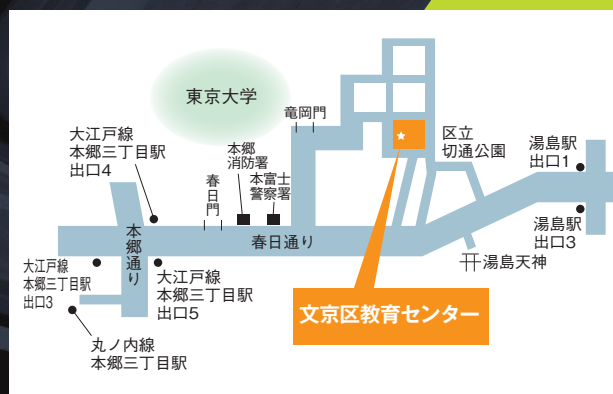 東京大学
竜岡門
大江戸線
本郷三丁目駅
出口4
本郷
消防署
本富士
警察署
春
日
門
区立
切通公園
湯島駅
出口1
湯島駅
出口3
本
郷
通
り
春日通り
湯島天神
大江戸線
本郷三丁目駅
出口3
大江戸線
本郷三丁目駅
出口5
文京区教育センター
丸ノ内線
本郷三丁目駅